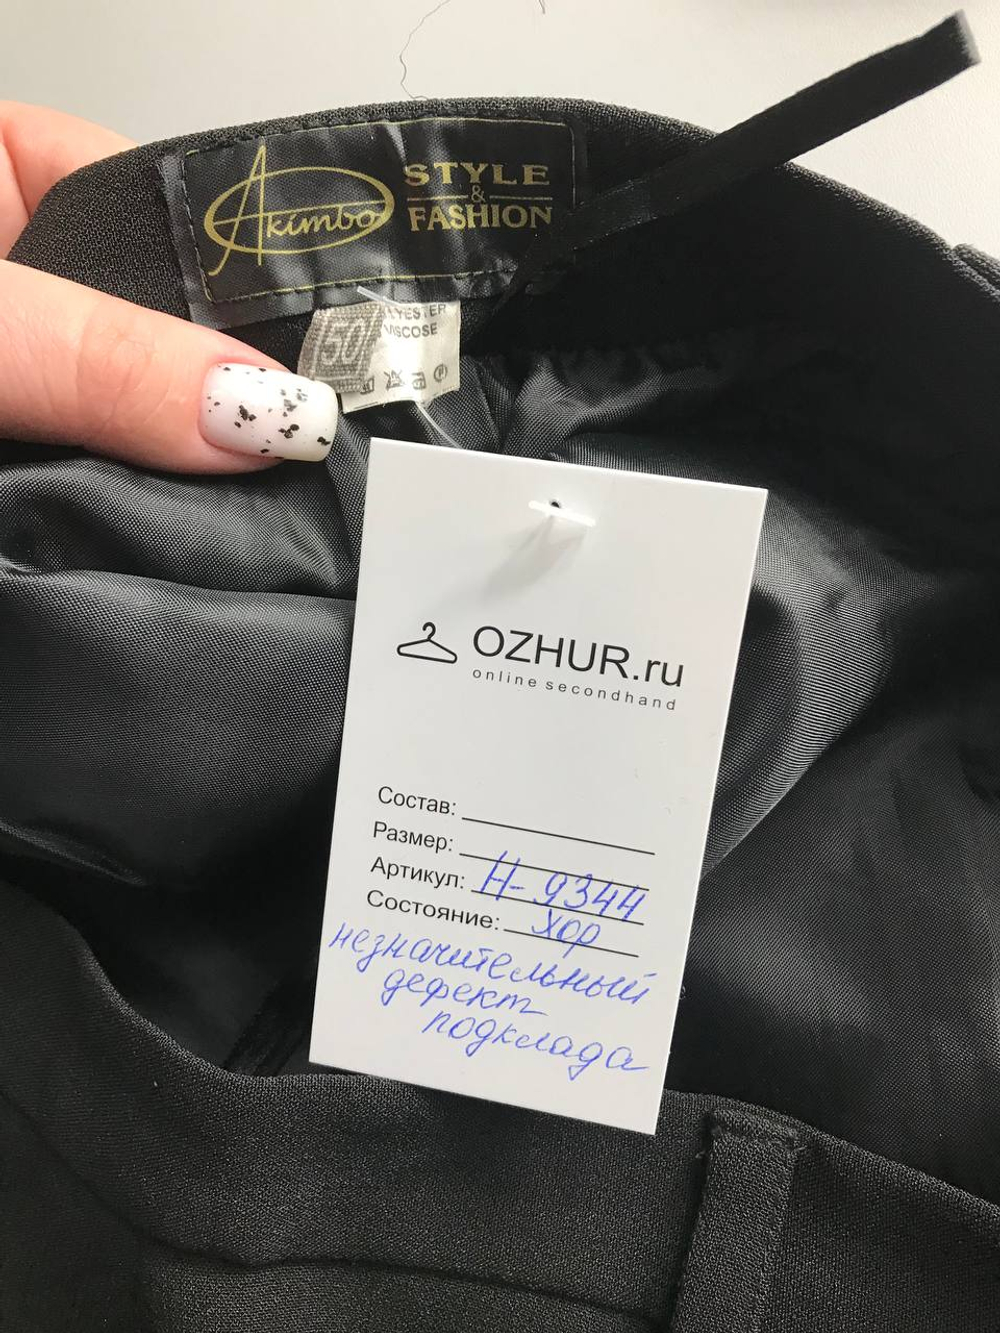 Akimbo
STYLE
&
FASHION
50
VISCOSE
OZHUR.ru
online secondhand
Состав:
Размер:
Артикул: Н-9344
Состояние: хор
незначительный
дефект
подклада